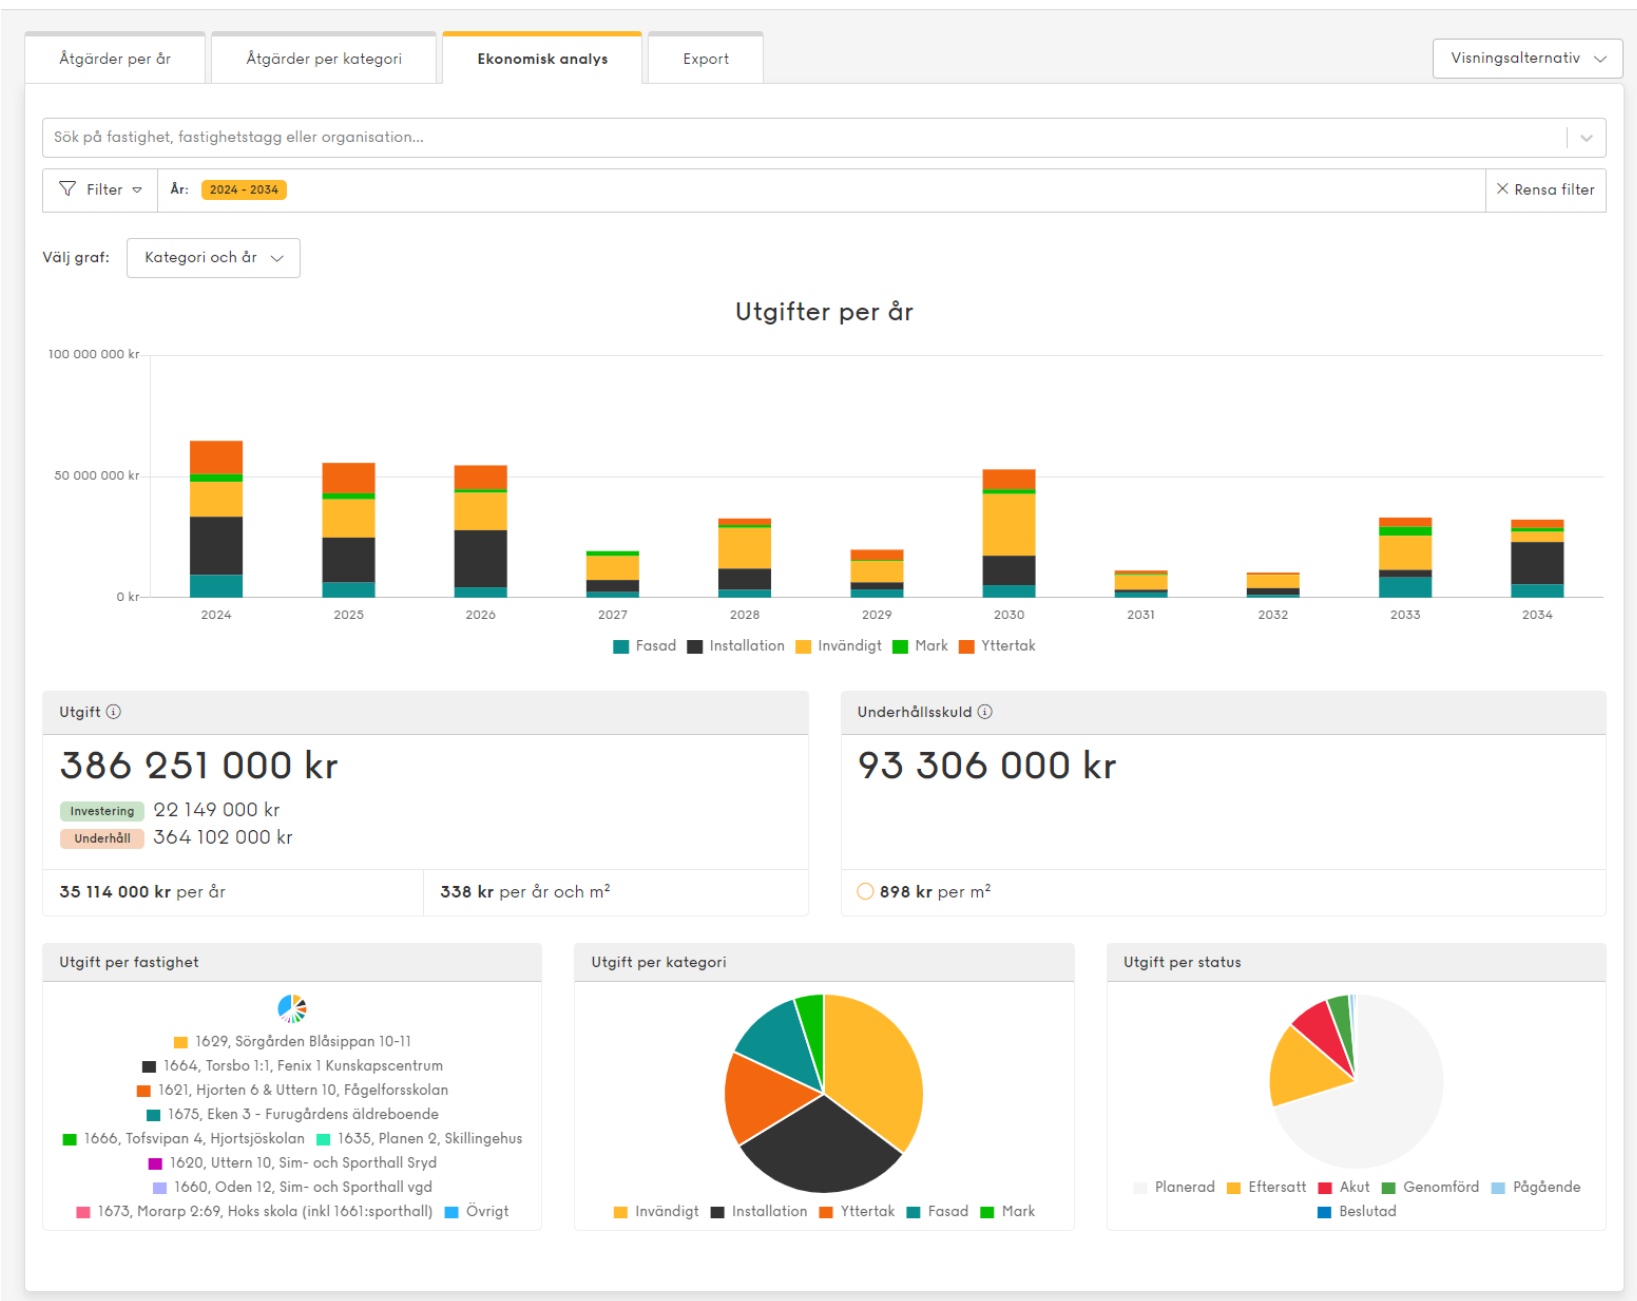 Åtgärder per år
Åtgärder per kategori
Ekonomisk analys
Export
Visningsalternativ
Sök på fastighet, fastighetstagg eller organisation...
Filter
År:
2024 - 2034
Rensa filter
Välj graf:
Kategori och år
Utgifter per år
100 000 000 kr
50 000 000 kr
0 kr
2024 2025 2026 2027 2028 2029 2030 2031 2032 2033 2034
Fasad Installation Invändigt Mark Yttertak
Utgift
386 251 000 kr
Investering 22 149 000 kr
Underhåll 364 102 000 kr
35 114 000 kr per år
338 kr per år och m²
Underhållsskuld
93 306 000 kr
898 kr per m²
Utgift per fastighet
1629, Sörgården Blåsippan 10-11
1664, Torsbo 1:1, Fenix 1 Kunskapscentrum
1621, Hjorten 6 & Uttern 10, Fågelforsskolan
1675, Eken 3 - Furugårdens äldreboende
1666, Tofsvipan 4, Hjortsjöskolan 1635, Planen 2, Skillingehus
1620, Uttern 10, Sim- och Sporthall Sryd
1660, Oden 12, Sim- och Sporthall vgd
1673, Morarp 2:69, Hoks skola (inkl 1661:sporthall) Övrigt
Utgift per kategori
Invändigt Installation Yttertak Fasad Mark
Utgift per status
Planerad Eftersatt Akut Genomförd Pågående
Beslutad